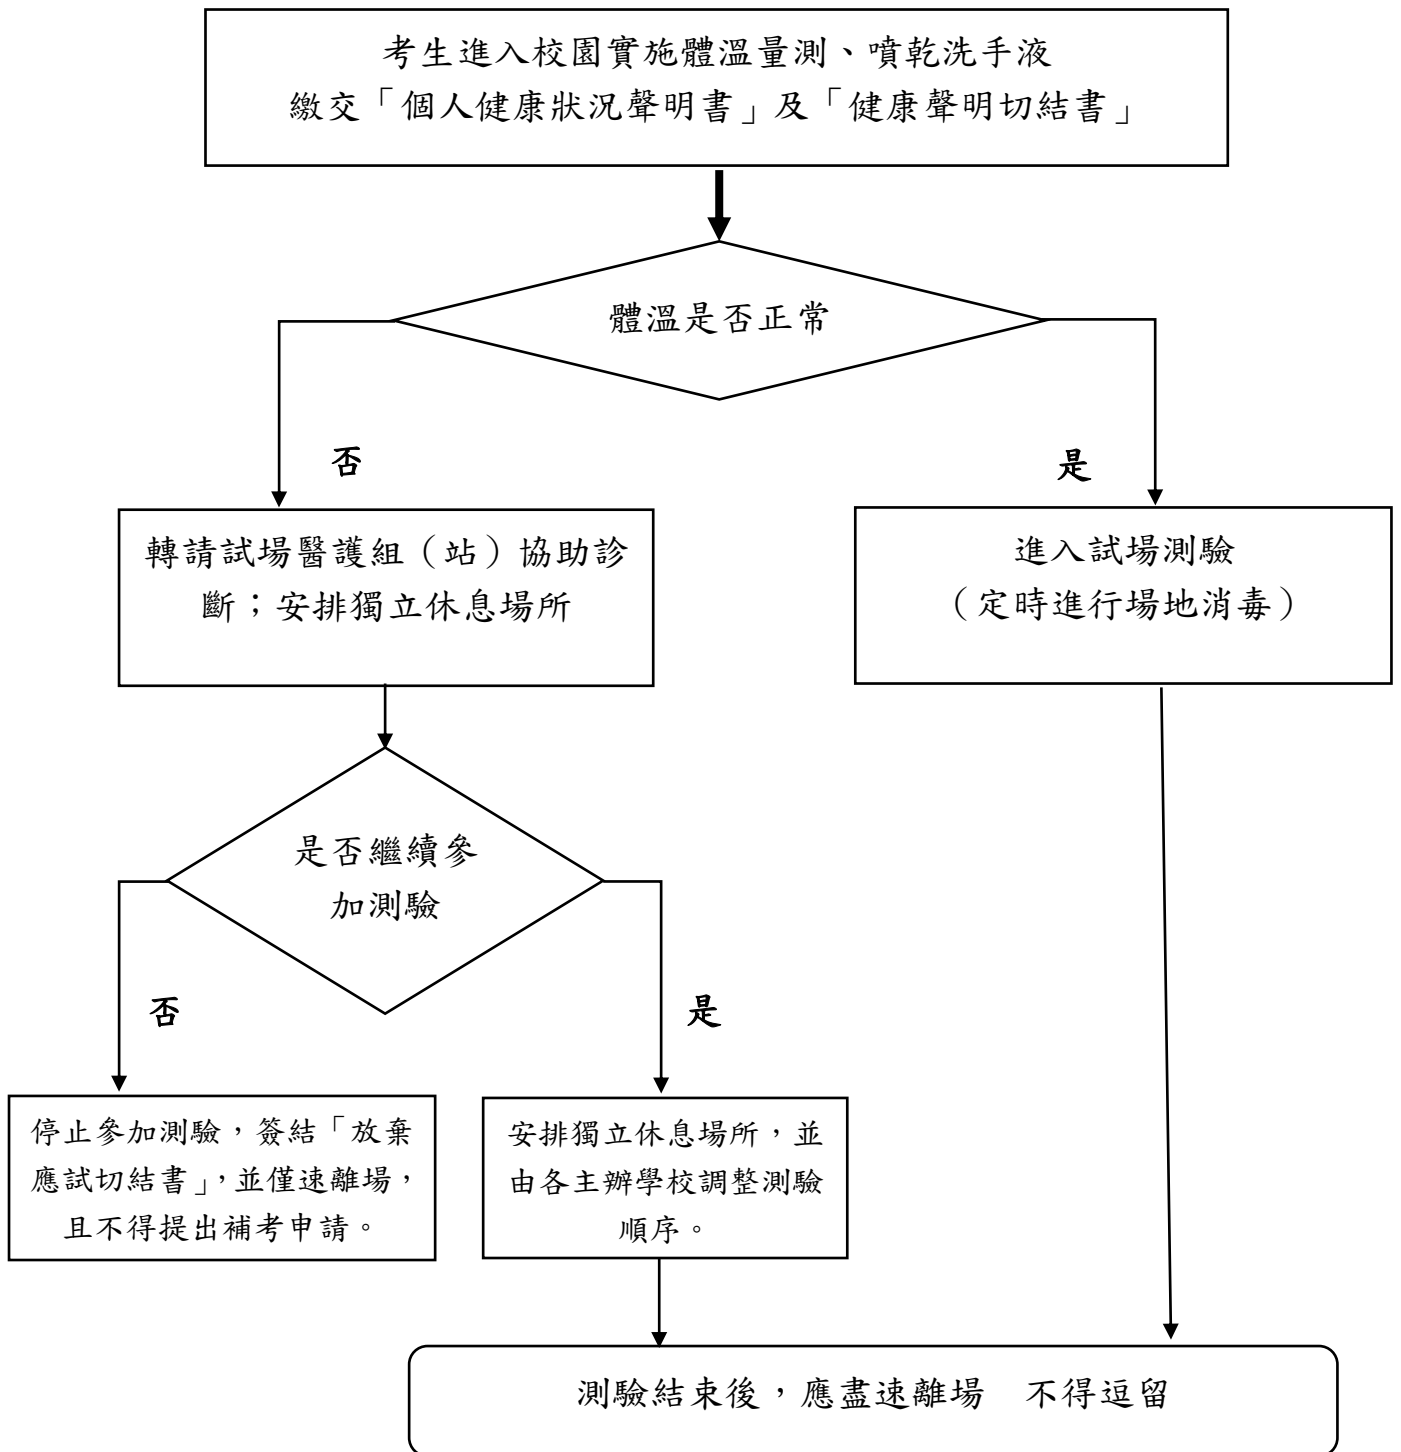 考生進入校園實施體溫量測、噴乾洗手液
繳交「個人健康狀況聲明書」及「健康聲明切結書」
體溫是否正常
否
是
轉請試場醫護組（站）協助診
斷；安排獨立休息場所
進入試場測驗
（定時進行場地消毒）
是否繼續參
加測驗
否
是
停止參加測驗，簽結「放棄
應試切結書」，並僅速離場，
且不得提出補考申請。
安排獨立休息場所，並
由各主辦學校調整測驗
順序。
測驗結束後，應盡速離場　不得逗留